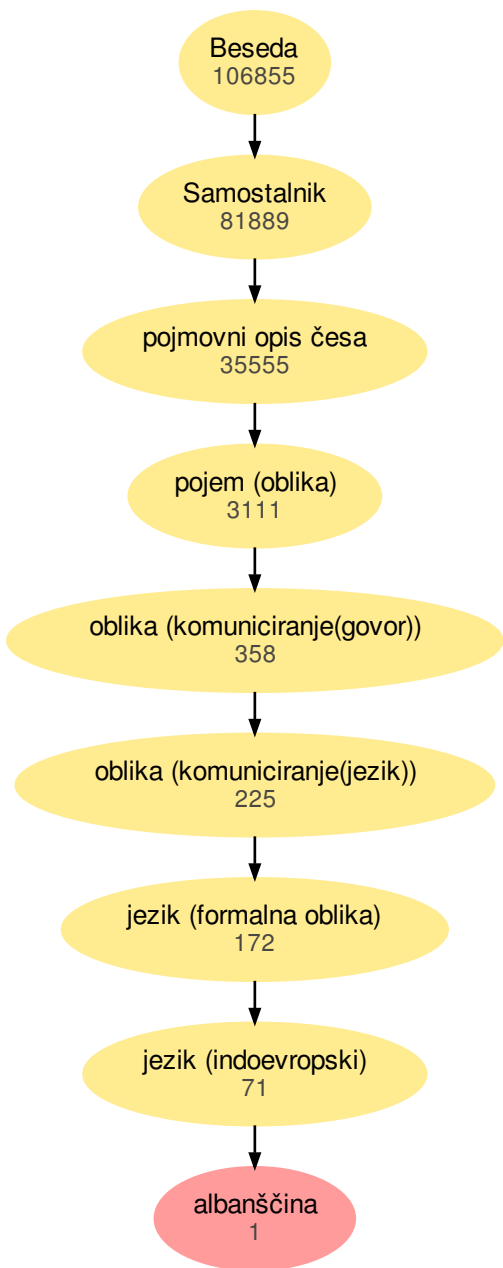 Beseda
106855
Samostalnik
81889
pojmovni opis česa
35555
pojem (oblika)
3111
oblika (komuniciranje(govor))
358
oblika (komuniciranje(jezik))
225
jezik (formalna oblika)
172
jezik (indoevropski)
71
albanščina
1